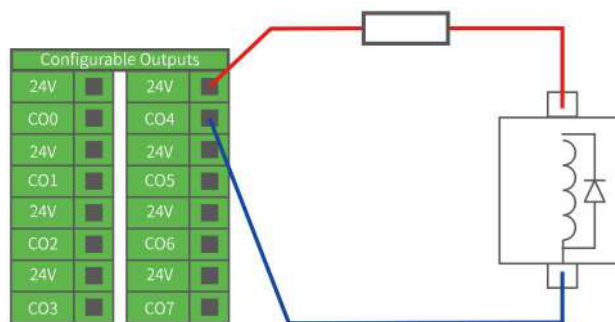 Configurable Outputs
24V 24V
CO0 CO4
24V 24V
CO1 CO5
24V 24V
CO2 CO6
24V 24V
CO3 CO7